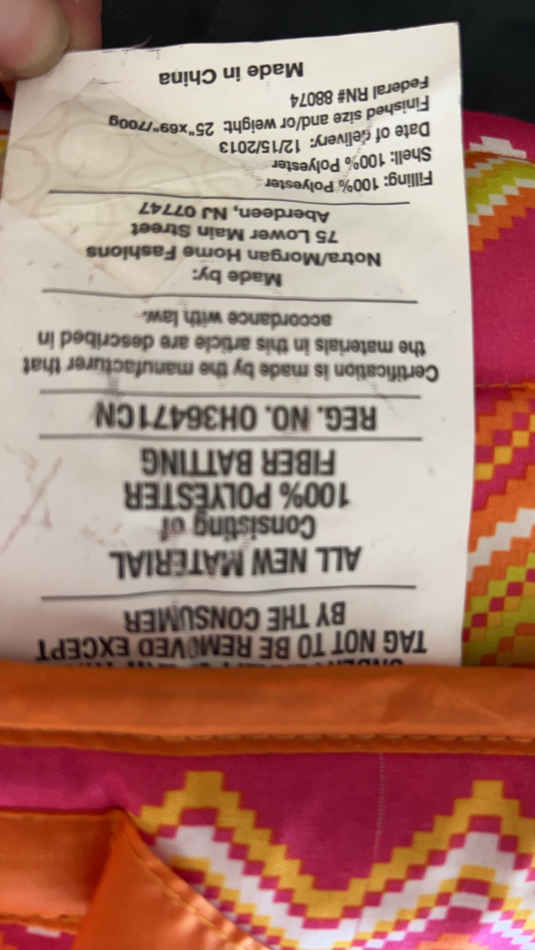 TAG NOT TO BE REMOVED EXCEPT
BY THE CONSUMER
ALL NEW MATERIAL
Consisting of
100% POLYESTER
FIBER BATTING
REG. NO. OH36471CN
Certification is made by the manufacturer that
the materials in this article are described in
accordance with law.
Made by:
Notra/Morgan Home Fashions
75 Lower Main Street
Aberdeen, NJ 07747
Filling: 100% Polyester
Shell: 100% Polyester
Date of delivery: 12/15/2013
Finished size and/or weight: 25"x69"/700g
Federal RN# 88074
Made in China